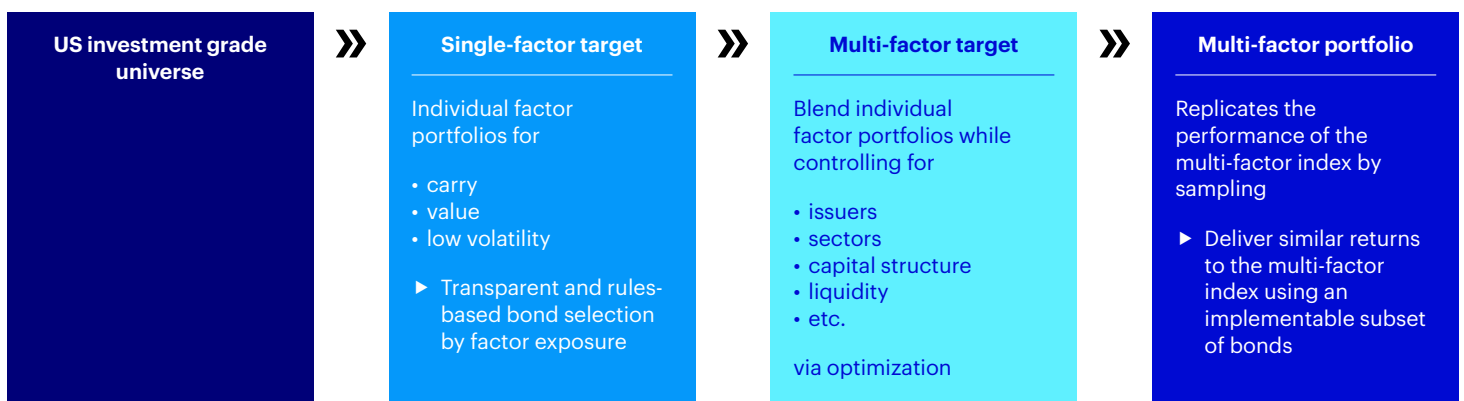 US investment grade
universe
»
Single-factor target
Individual factor
portfolios for
• carry
• value
• low volatility
▶ Transparent and rules-
based bond selection
by factor exposure
»
Multi-factor target
Blend individual
factor portfolios while
controlling for
• issuers
• sectors
• capital structure
• liquidity
• etc.
via optimization
»
Multi-factor portfolio
Replicates the
performance of the
multi-factor index by
sampling
▶ Deliver similar returns
to the multi-factor
index using an
implementable subset
of bonds